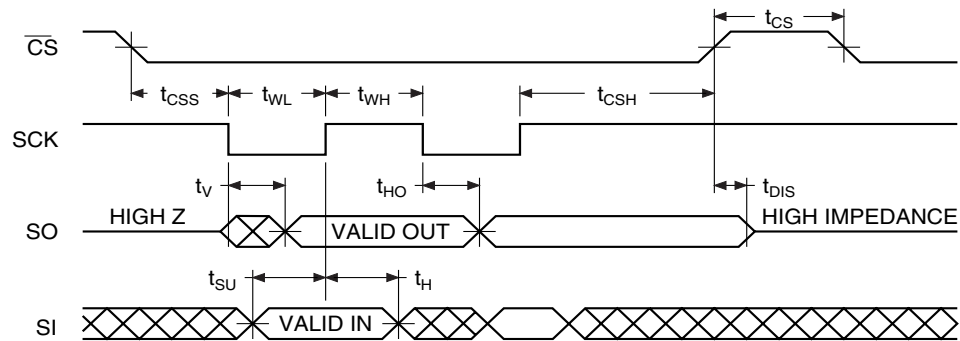 t_CS
C̅S̅
t_CSS t_WL t_WH t_CSH
SCK
t_V t_HO t_DIS
HIGH Z VALID OUT HIGH IMPEDANCE
SO
t_SU t_H
SI VALID IN